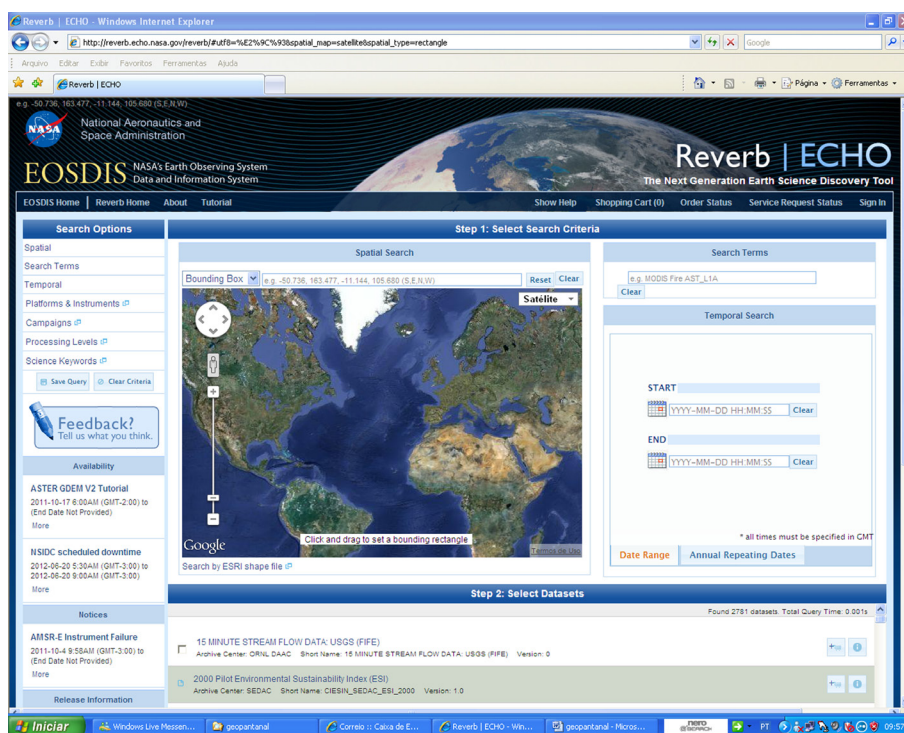 Reverb | ECHO - Windows Internet Explorer
http://reverb.echo.nasa.gov/reverb/#utf8=%E2%9C%93&spatial_map=satellite&spatial_type=rectangle
Google
Arquivo Editar Exibir Favoritos Ferramentas Ajuda
Reverb | ECHO
Página Ferramentas
e.g. -50.736, 163.477, -11.144, 105.680 (S,E,N,W)
NASA
National Aeronautics and
Space Administration
EOSDIS
NASA's Earth Observing System
Data and Information System
Reverb | ECHO
The Next Generation Earth Science Discovery Tool
EOSDIS Home Reverb Home About Tutorial Show Help Shopping Cart (0) Order Status Service Request Status Sign In
Search Options
Spatial
Search Terms
Temporal
Platforms & Instruments
Campaigns
Processing Levels
Science Keywords
Save Query Clear Criteria
Feedback?
Tell us what you think.
Availability
ASTER GDEM V2 Tutorial
2011-10-17 6:00AM (GMT-2:00) to
(End Date Not Provided)
More
NSIDC scheduled downtime
2012-06-20 5:30AM (GMT-3:00) to
2012-06-20 9:00AM (GMT-3:00)
More
Notices
AMSR-E Instrument Failure
2011-10-4 9:58AM (GMT-3:00) to
(End Date Not Provided)
More
Release Information
Step 1: Select Search Criteria
Spatial Search
Bounding Box e.g. -50.736, 163.477, -11.144, 105.680 (S,E,N,W) Reset Clear
Satélite
Google
Click and drag to set a bounding rectangle
Termos de Uso
Search by ESRI shape file
Search Terms
e.g. MODIS Fire AST_L1A
Clear
Temporal Search
START
YYYY-MM-DD HH:MM:SS Clear
END
YYYY-MM-DD HH:MM:SS Clear
* all times must be specified in GMT
Date Range Annual Repeating Dates
Step 2: Select Datasets
Found 2781 datasets. Total Query Time: 0.001s
15 MINUTE STREAM FLOW DATA: USGS (FIFE)
Archive Center: ORNL DAAC Short Name: 15 MINUTE STREAM FLOW DATA: USGS (FIFE) Version: 0
2000 Pilot Environmental Sustainability Index (ESI)
Archive Center: SEDAC Short Name: CIESIN_SEDAC_ESI_2000 Version: 1.0
Iniciar Windows Live Messen... geopantanal Correio :: Caixa de E... Reverb | ECHO - Win... geopantanal - Micros... nero SEARCH PT 09:57